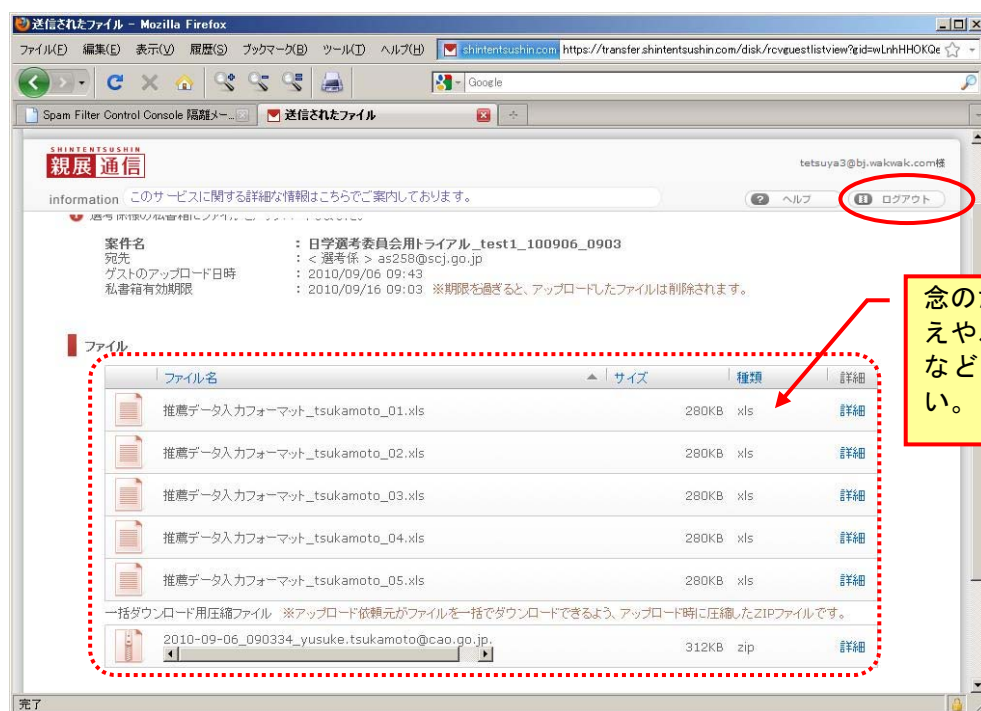 送信されたファイル - Mozilla Firefox
ファイル(F) 編集(E) 表示(V) 履歴(S) ブックマーク(B) ツール(T) ヘルプ(H) shintentsushin.com https://transfer.shintentsushin.com/disk/rcvguestlistview?gid=wLnhHHOKQe
Google
Spam Filter Control Console 隔離メー... 送信されたファイル
SHINTENTSUSHIN
親展 通信
tetsuya3@bj.wakwak.com様
information このサービスに関する詳細な情報はこちらでご案内しております。 ? ヘルプ ログアウト
案件名 : 日学選考委員会用トライアル_test1_100906_0903
宛先 : < 選考係 > as258@scj.go.jp
ゲストのアップロード日時 : 2010/09/06 09:43
私書箱有効期限 : 2010/09/16 09:03 ※期限を過ぎると、アップロードしたファイルは削除されます。
念の
えや
など
い。
ファイル
ファイル名 サイズ 種類 詳細
推薦データ入力フォーマット_tsukamoto_01.xls 280KB xls 詳細
推薦データ入力フォーマット_tsukamoto_02.xls 280KB xls 詳細
推薦データ入力フォーマット_tsukamoto_03.xls 280KB xls 詳細
推薦データ入力フォーマット_tsukamoto_04.xls 280KB xls 詳細
推薦データ入力フォーマット_tsukamoto_05.xls 280KB xls 詳細
一括ダウンロード用圧縮ファイル ※アップロード依頼元がファイルを一括でダウンロードできるよう、アップロード時に圧縮したZIPファイルです。
2010-09-06_090334_yusuke.tsukamoto@cao.go.jp. 312KB zip 詳細
完了